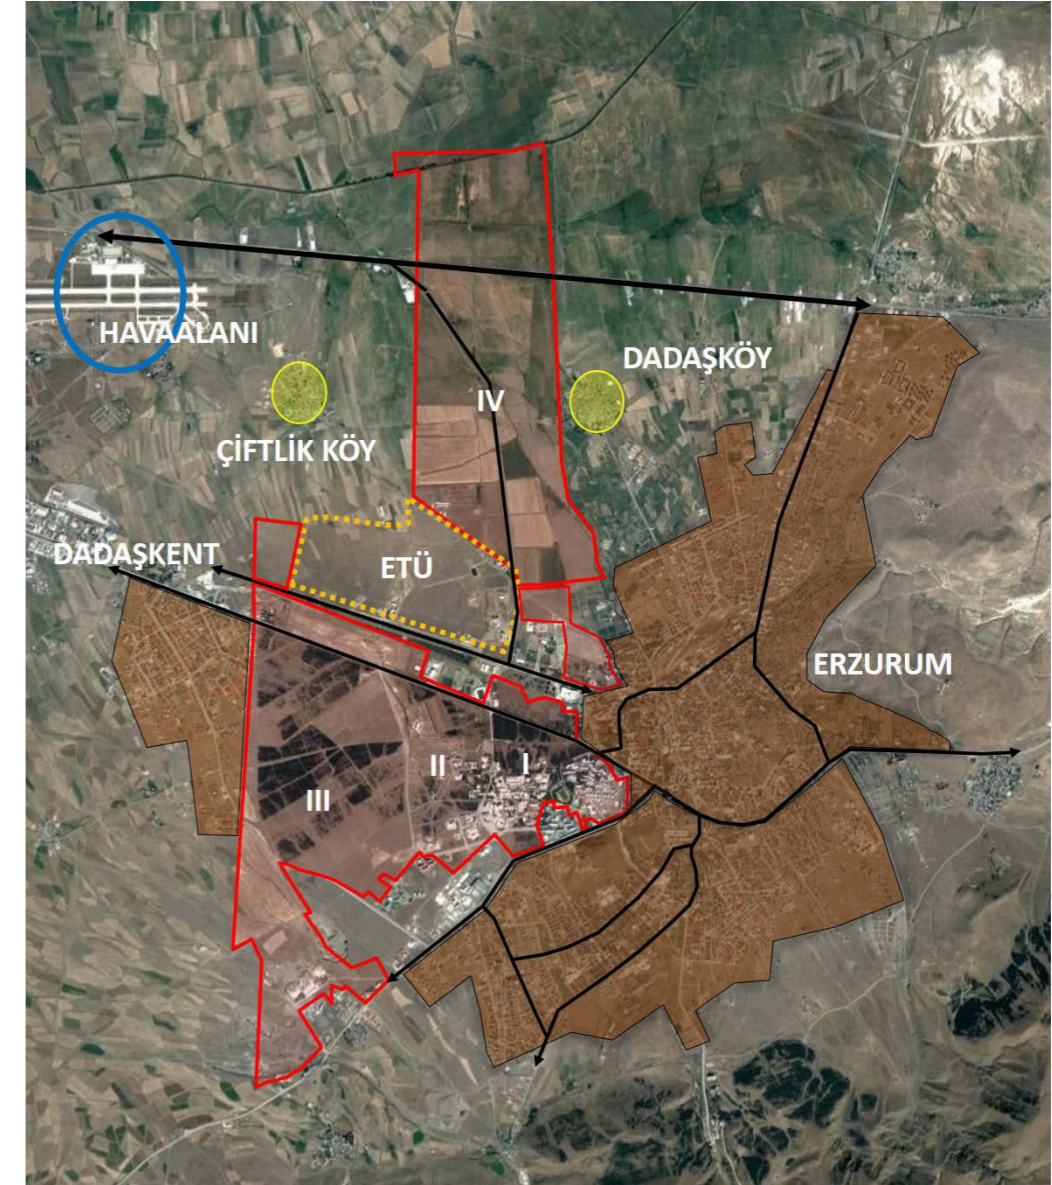 HAVAALANI
DADAŞKÖY
IV
ÇİFTLİK KÖY
DADAŞKENT
ETÜ
ERZURUM
II
I
III